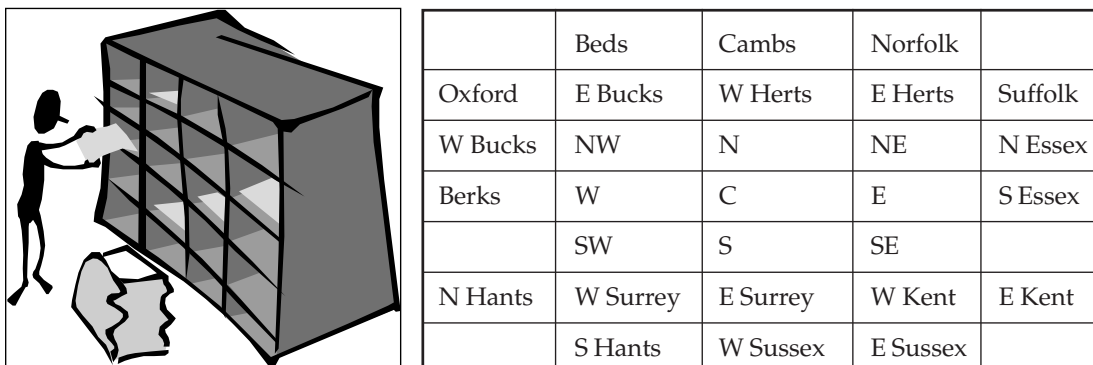 Beds Cambs Norfolk
Oxford E Bucks W Herts E Herts Suffolk
W Bucks NW N NE N Essex
Berks W C E S Essex
SW S SE
N Hants W Surrey E Surrey W Kent E Kent
S Hants W Sussex E Sussex